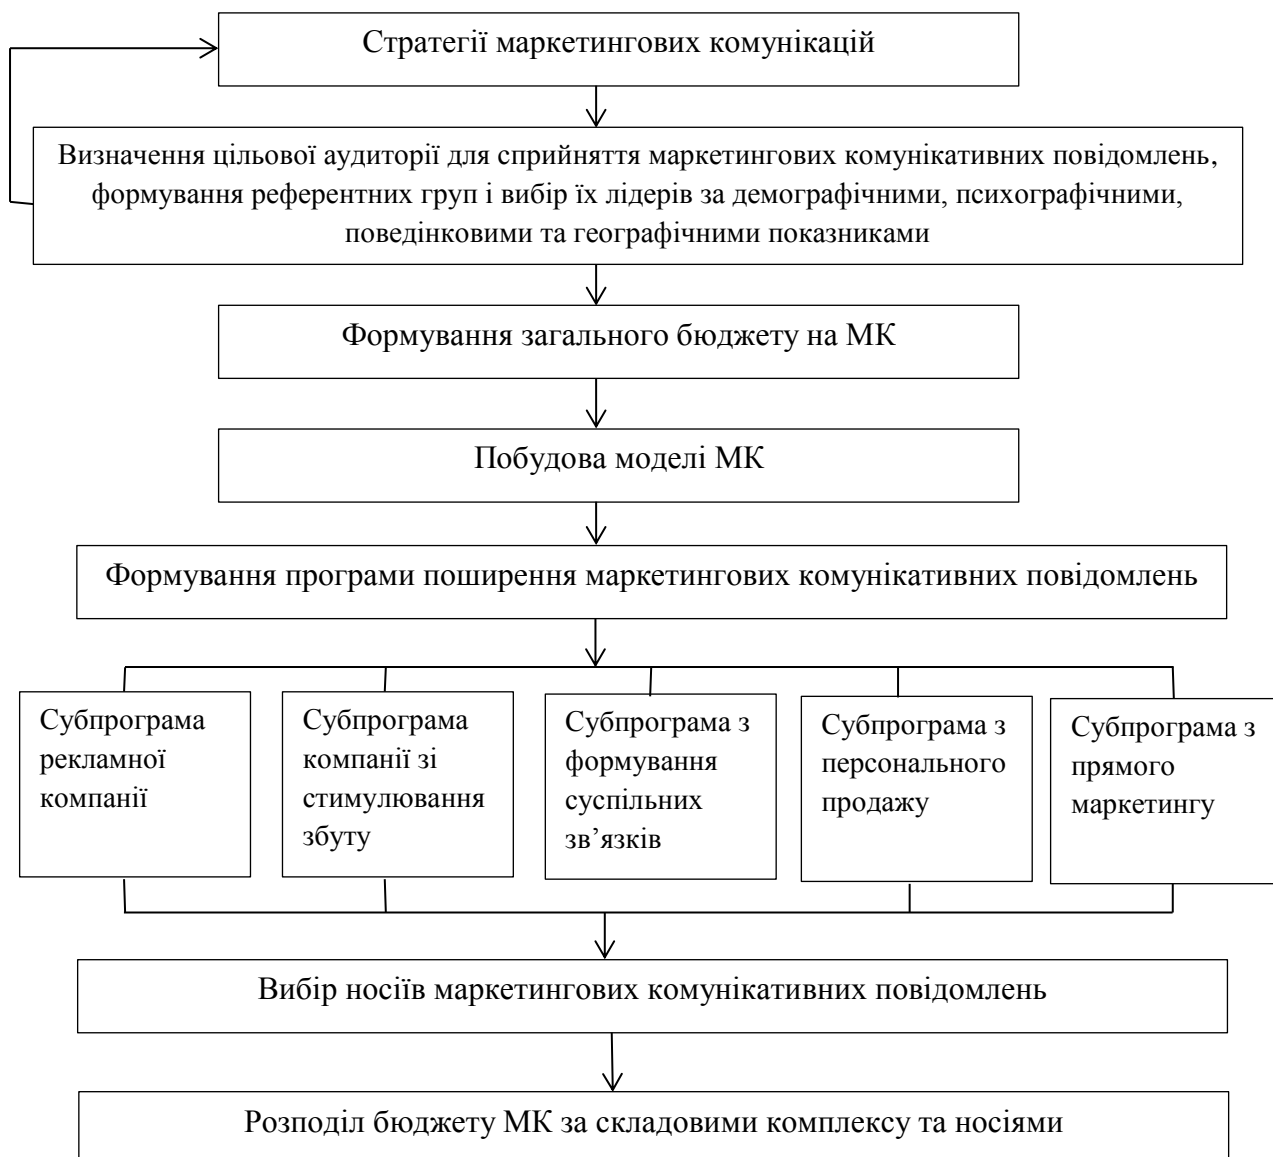 Стратегії маркетингових комунікацій
Визначення цільової аудиторії для сприйняття маркетингових комунікативних повідомлень,
формування референтних груп і вибір їх лідерів за демографічними, психографічними,
поведінковими та географічними показниками
Формування загального бюджету на МК
Побудова моделі МК
Формування програми поширення маркетингових комунікативних повідомлень
Субпрограма
рекламної
компанії
Субпрограма
компанії зі
стимулювання
збуту
Субпрограма з
формування
суспільних
зв’язків
Субпрограма з
персонального
продажу
Субпрограма з
прямого
маркетингу
Вибір носіїв маркетингових комунікативних повідомлень
Розподіл бюджету МК за складовими комплексу та носіями